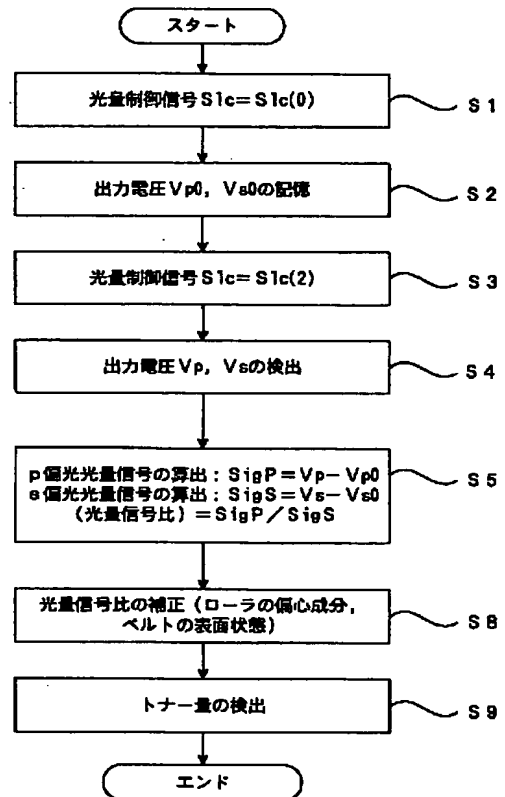 スタート
光量制御信号Slc=Slc(0)
S1
出力電圧Vp0, Vs0の記憶
S2
光量制御信号Slc=Slc(2)
S3
出力電圧Vp, Vsの検出
S4
p偏光光量信号の算出:SigP=Vp-Vp0
s偏光光量信号の算出:SigS=Vs-Vs0
(光量信号比)=SigP/SigS
S5
光量信号比の補正(ローラの偏心成分,
ベルトの表面状態)
S8
トナー量の検出
S9
エンド